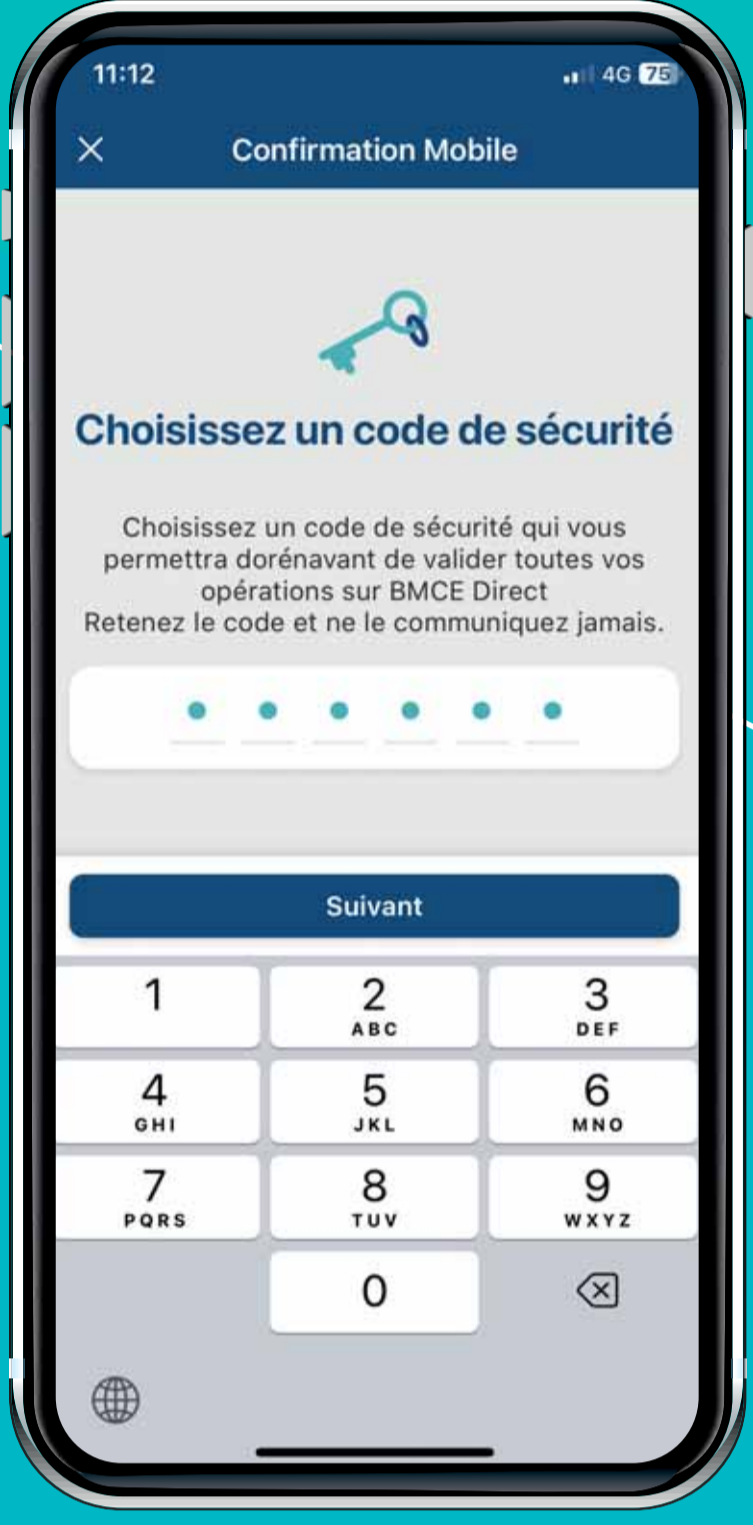 11:12 4G 75
Confirmation Mobile
Choisissez un code de sécurité
Choisissez un code de sécurité qui vous
permettra dorénavant de valider toutes vos
opérations sur BMCE Direct
Retenez le code et ne le communiquez jamais.
Suivant
1 2 3
ABC DEF
4 5 6
GHI JKL MNO
7 8 9
PQRS TUV WXYZ
0